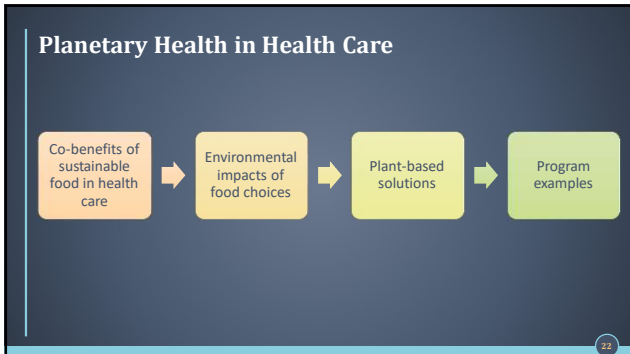 Planetary Health in Health Care
Co-benefits of
sustainable
food in health
care
Environmental
impacts of
food choices
Plant-based
solutions
Program
examples
22